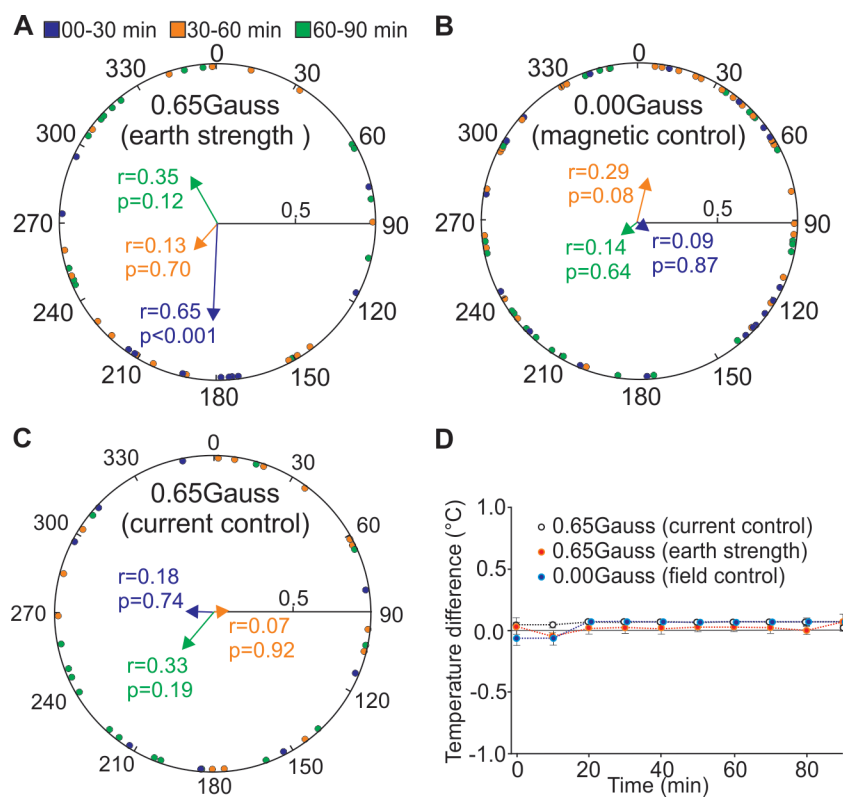 A
00-30 min
30-60 min
60-90 min
0
30
60
90
120
150
180
210
240
270
300
330
0.65Gauss
(earth strength )
r=0.35
p=0.12
r=0.13
p=0.70
r=0.65
p<0.001
0,5
B
0
30
60
90
120
150
180
210
240
270
300
330
0.00Gauss
(magnetic control)
r=0.29
p=0.08
r=0.14
p=0.64
r=0.09
p=0.87
0,5
C
0
30
60
90
120
150
180
210
240
270
300
330
0.65Gauss
(current control)
r=0.18
p=0.74
r=0.07
p=0.92
r=0.33
p=0.19
0,5
D
Temperature difference (°C)
1.0
0.5
0.0
-0.5
-1.0
0.65Gauss (current control)
0.65Gauss (earth strength)
0.00Gauss (field control)
0
20
40
60
80
Time (min)